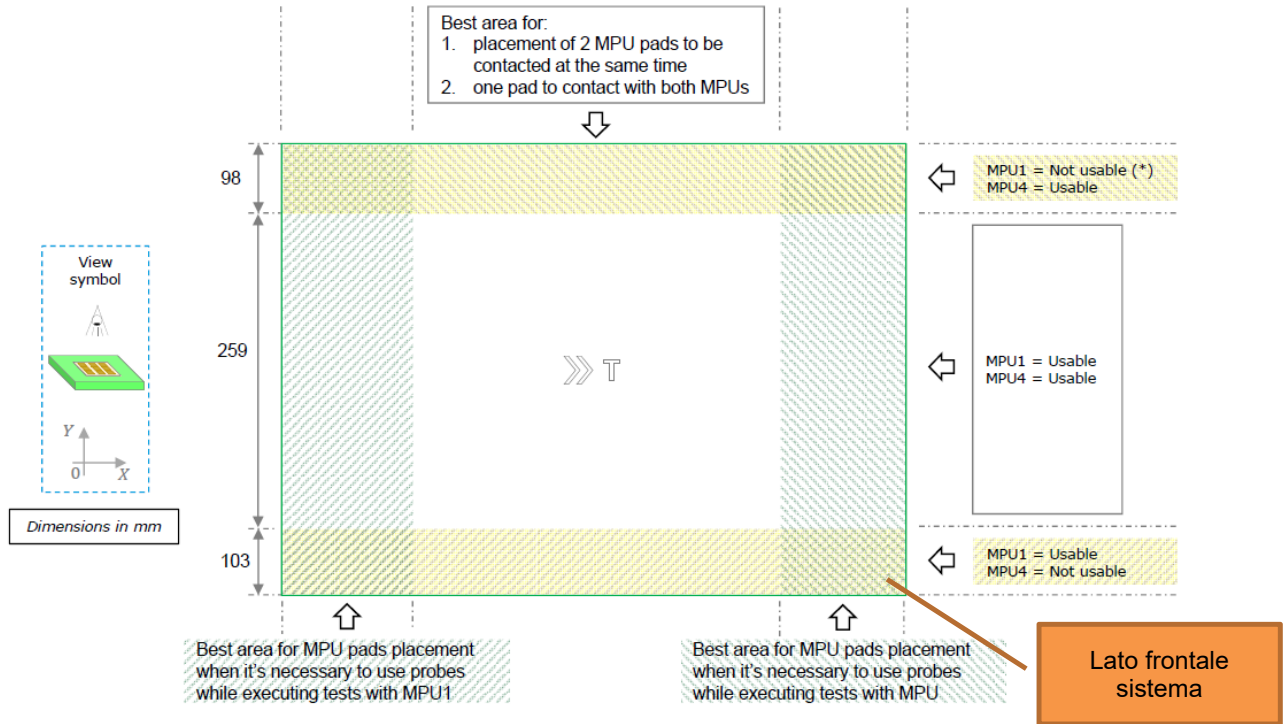 Best area for:
1. placement of 2 MPU pads to be
contacted at the same time
2. one pad to contact with both MPUs
98
MPU1 = Not usable (*)
MPU4 = Usable
View
symbol
259
T
MPU1 = Usable
MPU4 = Usable
Y
0
X
Dimensions in mm
103
MPU1 = Usable
MPU4 = Not usable
Best area for MPU pads placement
when it's necessary to use probes
while executing tests with MPU1
Best area for MPU pads placement
when it's necessary to use probes
while executing tests with MPU
Lato frontale
sistema